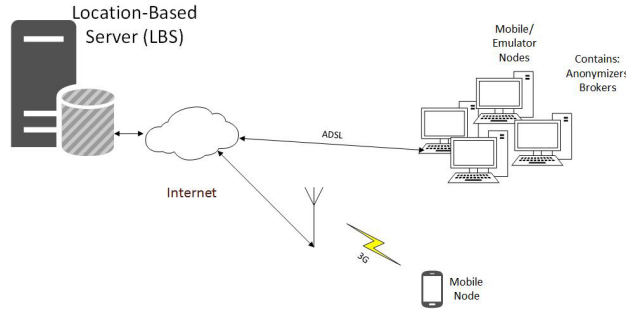 Location-Based
Server (LBS)
Mobile/
Emulator
Nodes
Contains:
Anonymizers
Brokers
ADSL
Internet
3G
Mobile
Node